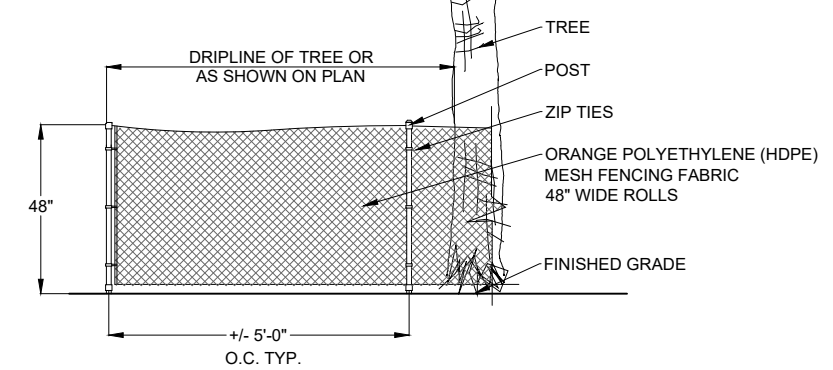 TREE
DRIPLINE OF TREE OR
AS SHOWN ON PLAN
POST
ZIP TIES
ORANGE POLYETHYLENE (HDPE)
MESH FENCING FABRIC
48" WIDE ROLLS
48"
FINISHED GRADE
+/- 5'-0"
O.C. TYP.